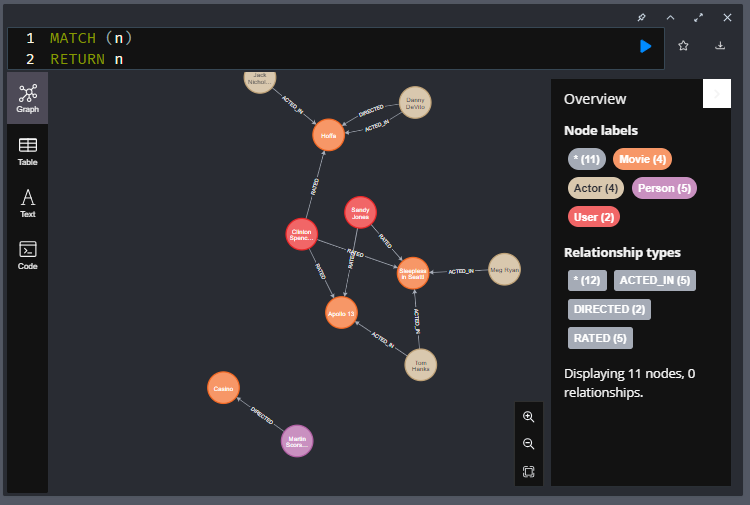 1 MATCH (n)
2 RETURN n
Graph
Table
Text
Code
Jack
Nichol...
ACTED_IN
Danny
DeVito
DIRECTED
ACTED_IN
Hoffa
RATED
Sandy
Jones
Clinton
Spenc...
RATED
RATED
RATED
RATED
Sleepless
in Seattl
ACTED_IN
Meg Ryan
Apollo 13
ACTED_IN
ACTED_IN
Tom
Hanks
Casino
DIRECTED
Martin
Scors...
Overview
Node labels
* (11) Movie (4)
Actor (4) Person (5)
User (2)
Relationship types
* (12) ACTED_IN (5)
DIRECTED (2)
RATED (5)
Displaying 11 nodes, 0
relationships.